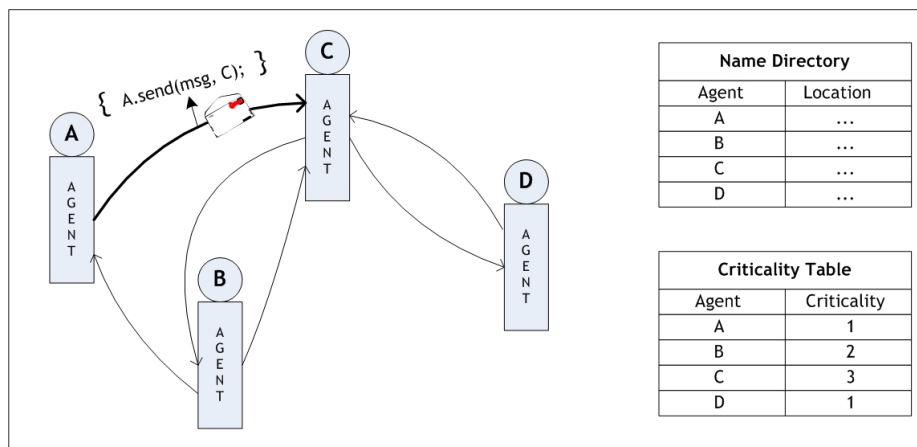 C
{ A.send(msg, C); }
A
AGENT
AGENT
D
AGENT
B
AGENT
Name Directory
Agent Location
A ...
B ...
C ...
D ...
Criticality Table
Agent Criticality
A 1
B 2
C 3
D 1